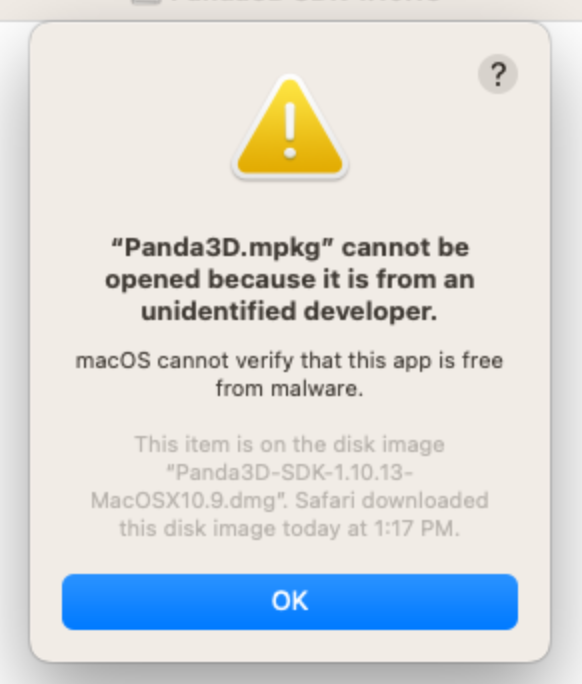 ?
“Panda3D.mpkg” cannot be
opened because it is from an
unidentified developer.
macOS cannot verify that this app is free
from malware.
This item is on the disk image
“Panda3D-SDK-1.10.13-
MacOSX10.9.dmg”. Safari downloaded
this disk image today at 1:17 PM.
OK